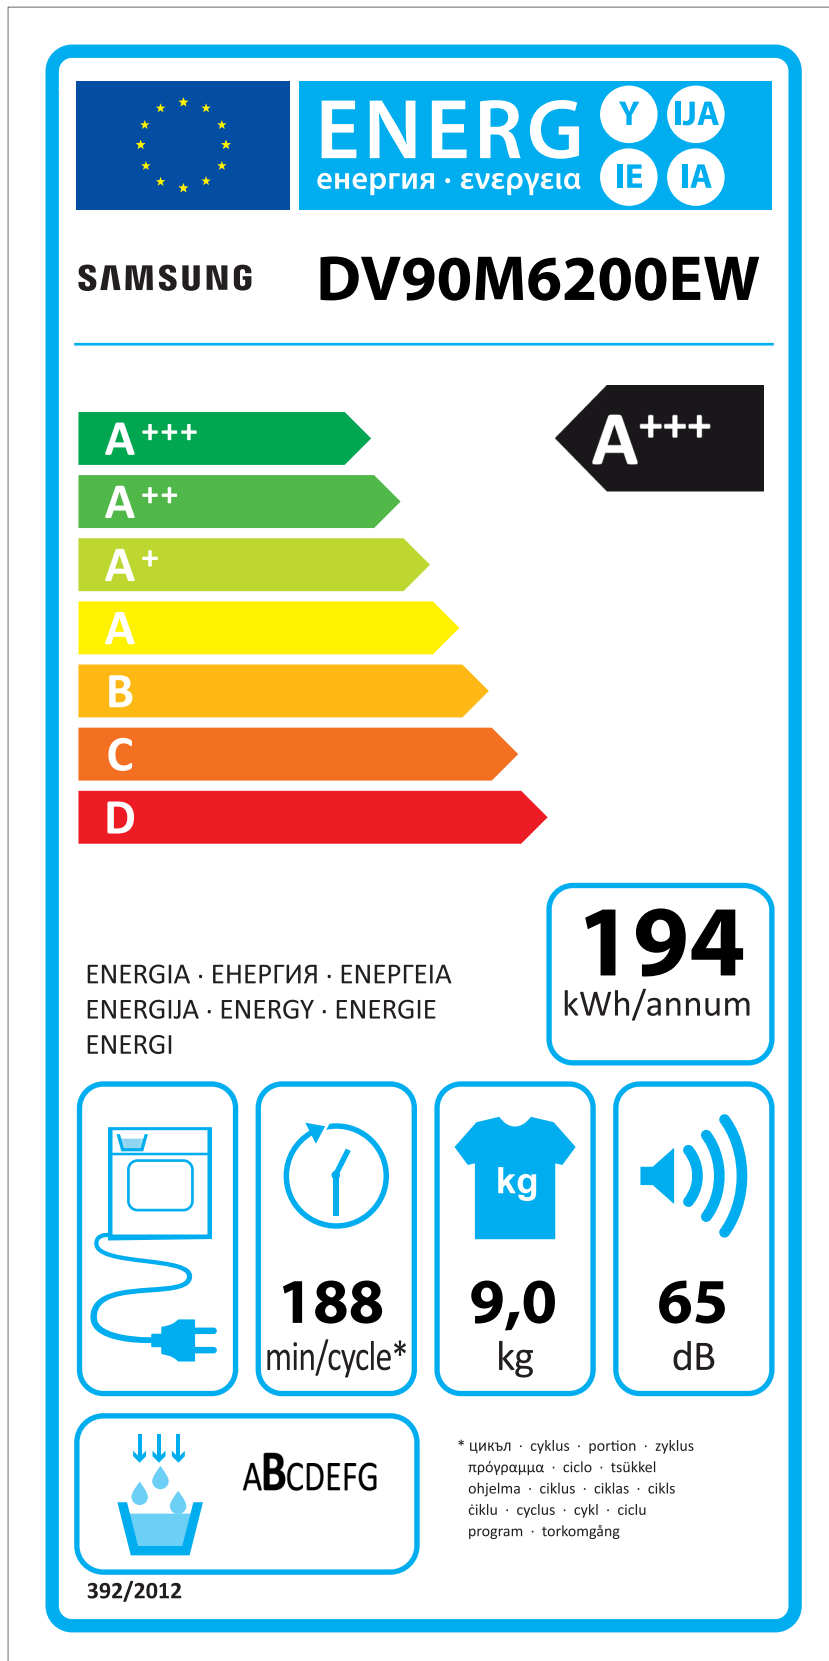 ENERG Y IJA
енергия · ενεργεια IE IA
SAMSUNG DV90M6200EW
A+++ A+++
A++
A+
A
B
C
D
194
kWh/annum
ENERGIA · ЕНЕРГИЯ · ΕΝΕΡΓΕΙΑ
ENERGIJA · ENERGY · ENERGIE
ENERGI
kg
188 9,0 65
min/cycle* kg dB
ABCDEFG
* цикъл · cyklus · portion · zyklus
πρόγραμμα · ciclo · tsükkel
ohjelma · ciklus · ciklas · cikls
ċiklu · cyclus · cykl · ciclu
program · torkomgång
392/2012